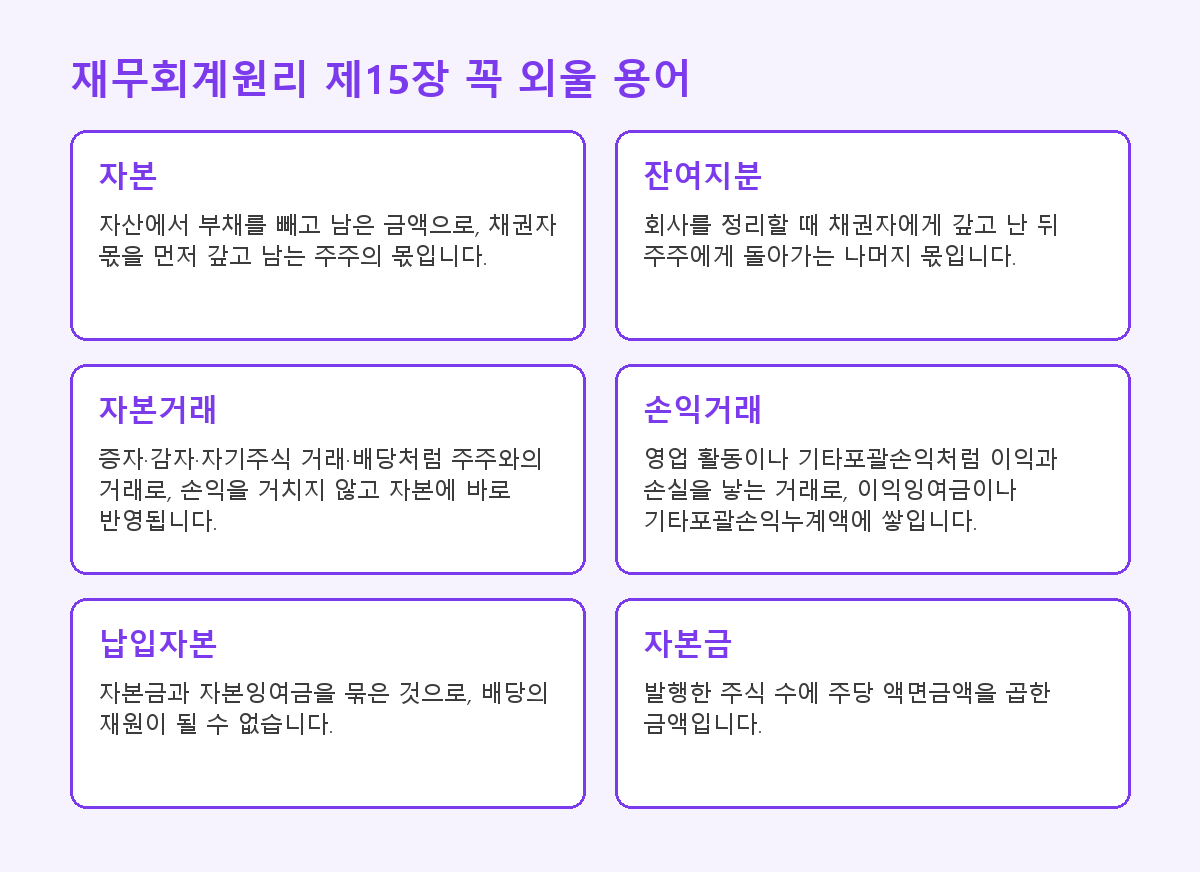 재무회계원리 제15장 꼭 외울 용어
자본
자산에서 부채를 빼고 남은 금액으로, 채권자
몫을 먼저 갚고 남는 주주의 몫입니다.
잔여지분
회사를 정리할 때 채권자에게 갚고 난 뒤
주주에게 돌아가는 나머지 몫입니다.
자본거래
증자·감자·자기주식 거래·배당처럼 주주와의
거래로, 손익을 거치지 않고 자본에 바로
반영됩니다.
손익거래
영업 활동이나 기타포괄손익처럼 이익과
손실을 낳는 거래로, 이익잉여금이나
기타포괄손익누계액에 쌓입니다.
납입자본
자본금과 자본잉여금을 묶은 것으로, 배당의
재원이 될 수 없습니다.
자본금
발행한 주식 수에 주당 액면금액을 곱한
금액입니다.